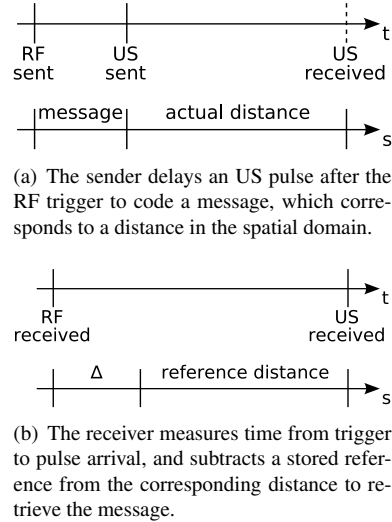 t
RF sent
US sent
US received
message
actual distance
s
(a) The sender delays an US pulse after the
RF trigger to code a message, which corre-
sponds to a distance in the spatial domain.
t
RF received
US received
Δ
reference distance
s
(b) The receiver measures time from trigger
to pulse arrival, and subtracts a stored refer-
ence from the corresponding distance to re-
trieve the message.